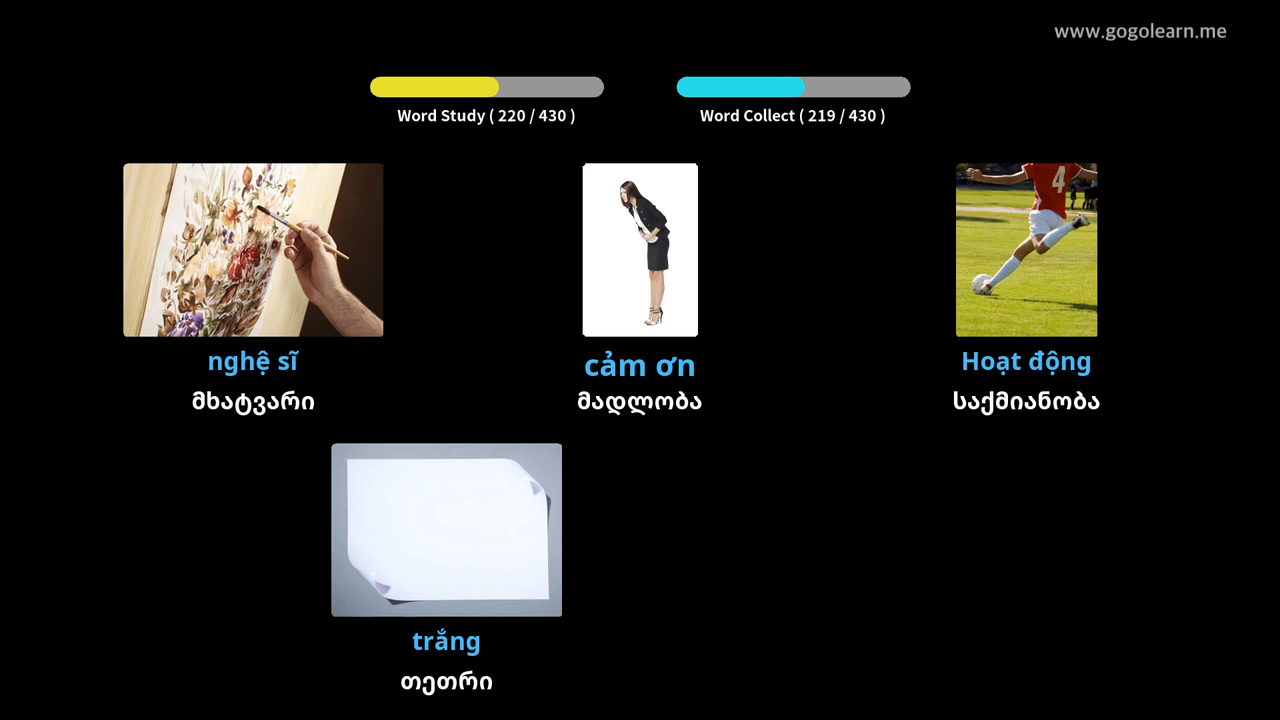 www.gogolearn.me
Word Study ( 220 / 430 )
Word Collect ( 219 / 430 )
4
nghệ sĩ
cảm ơn
Hoạt động
მხატვარი
მადლობა
საქმიანობა
trắng
თეთრი